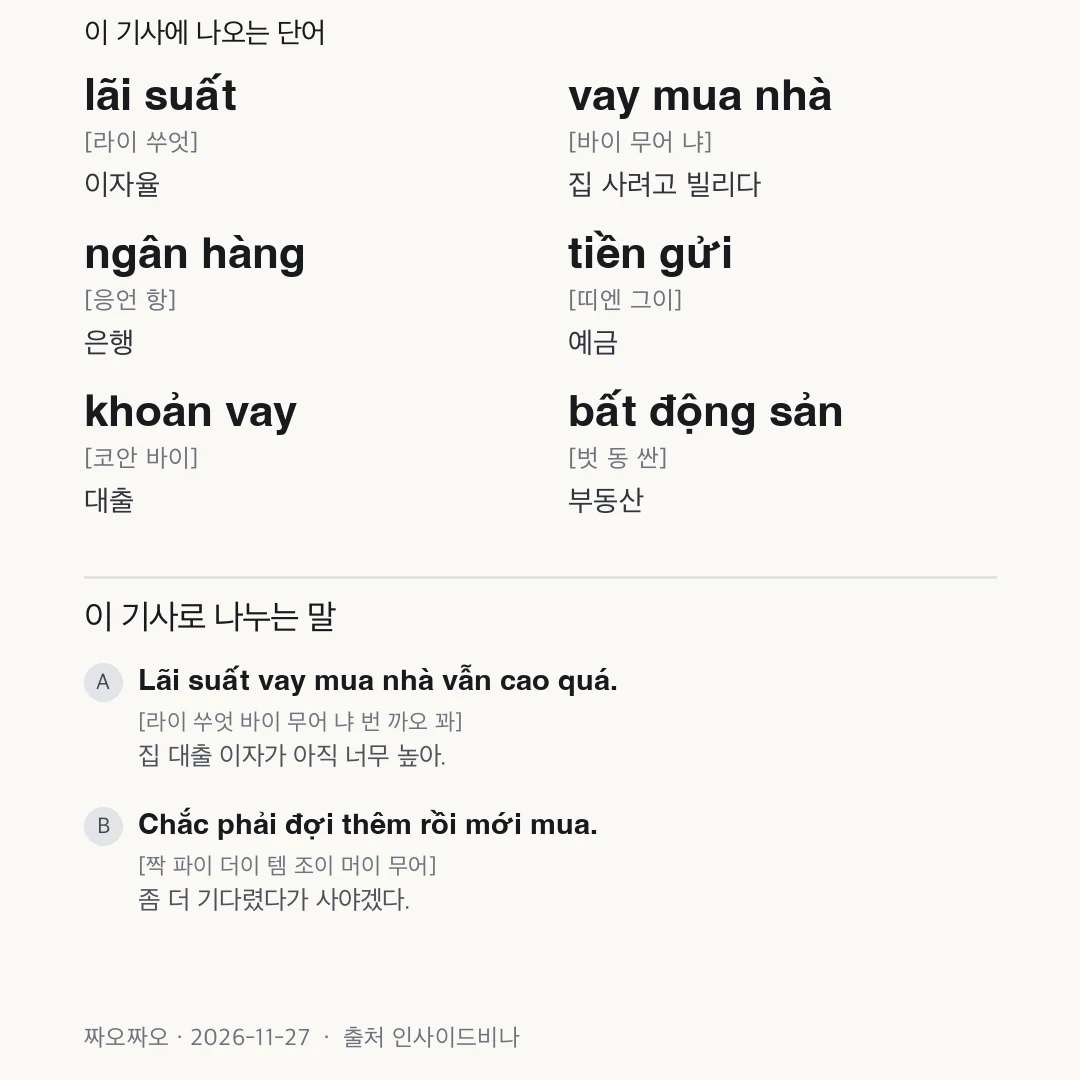 이 기사에 나오는 단어
lãi suất
[라이 쑤엇]
이자율
vay mua nhà
[바이 무어 냐]
집 사려고 빌리다
ngân hàng
[응언 항]
은행
tiền gửi
[띠엔 그이]
예금
khoản vay
[코안 바이]
대출
bất động sản
[벗 동 싼]
부동산
이 기사로 나누는 말
A Lãi suất vay mua nhà vẫn cao quá.
[라이 쑤엇 바이 무어 냐 번 까오 꽈]
집 대출 이자가 아직 너무 높아.
B Chắc phải đợi thêm rồi mới mua.
[짝 파이 더이 템 조이 머이 무어]
좀 더 기다렸다가 사야겠다.
짜오짜오 · 2026-11-27 · 출처 인사이드비나